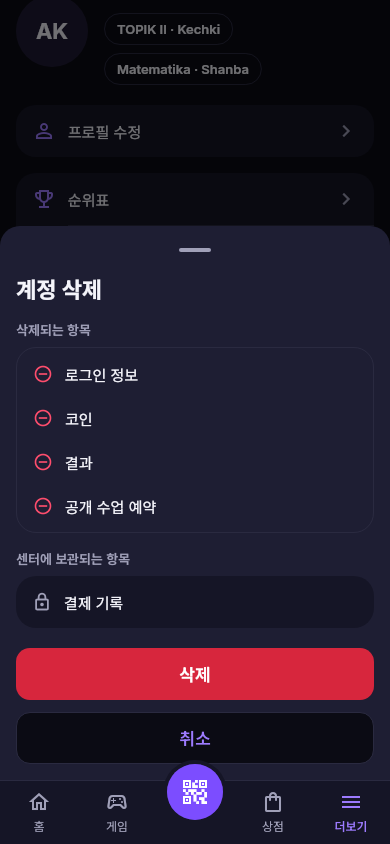 AK
TOPIK II · Kechki
Matematika · Shanba
프로필 수정
순위표
계정 삭제
삭제되는 항목
로그인 정보
코인
결과
공개 수업 예약
센터에 보관되는 항목
결제 기록
삭제
취소
홈
게임
상점
더보기